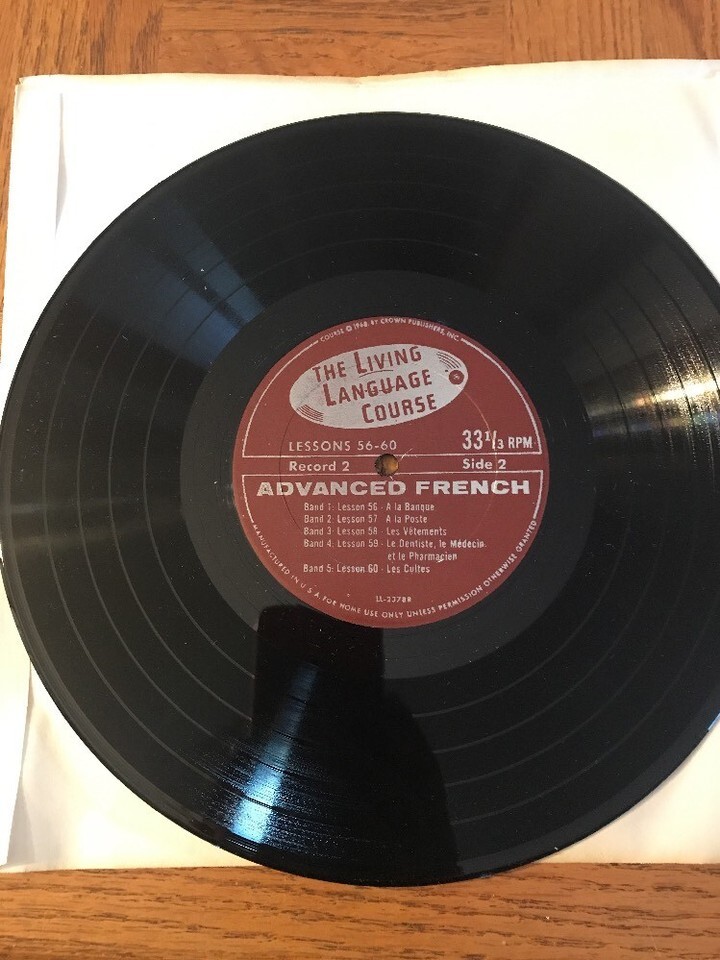 COURSE © 1968 BY CROWN PUBLISHERS, INC.
THE LIVING
LANGUAGE
COURSE
LESSONS 56-60
33 1/3 RPM
Record 2
Side 2
ADVANCED FRENCH
Band 1: Lesson 56 - A la Banque
Band 2: Lesson 57 - A la Poste
Band 3: Lesson 58 - Les Vêtements
Band 4: Lesson 59 - Le Dentiste, le Médecin
et le Pharmacien
Band 5: Lesson 60 - Les Cultes
LL-3378B
MANUFACTURED IN U S A FOR HOME USE ONLY UNLESS PERMISSION OTHERWISE GRANTED